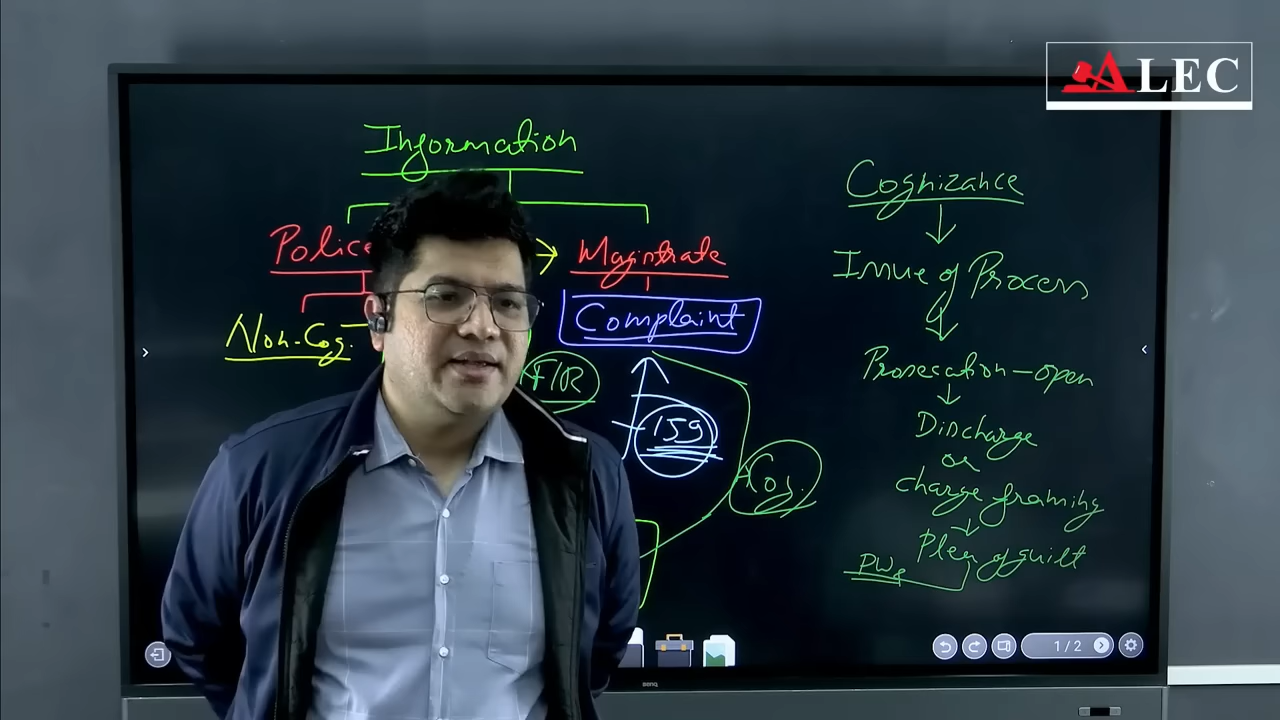 ALEC
Information
Police
Magistrate
Non-Cog.
FIR
Complaint
159
Cog.
Cognizance
Issue of Process
Prosecution-open
Discharge
or
charge framing
Plea of guilt
PWs
1/2
BenQ